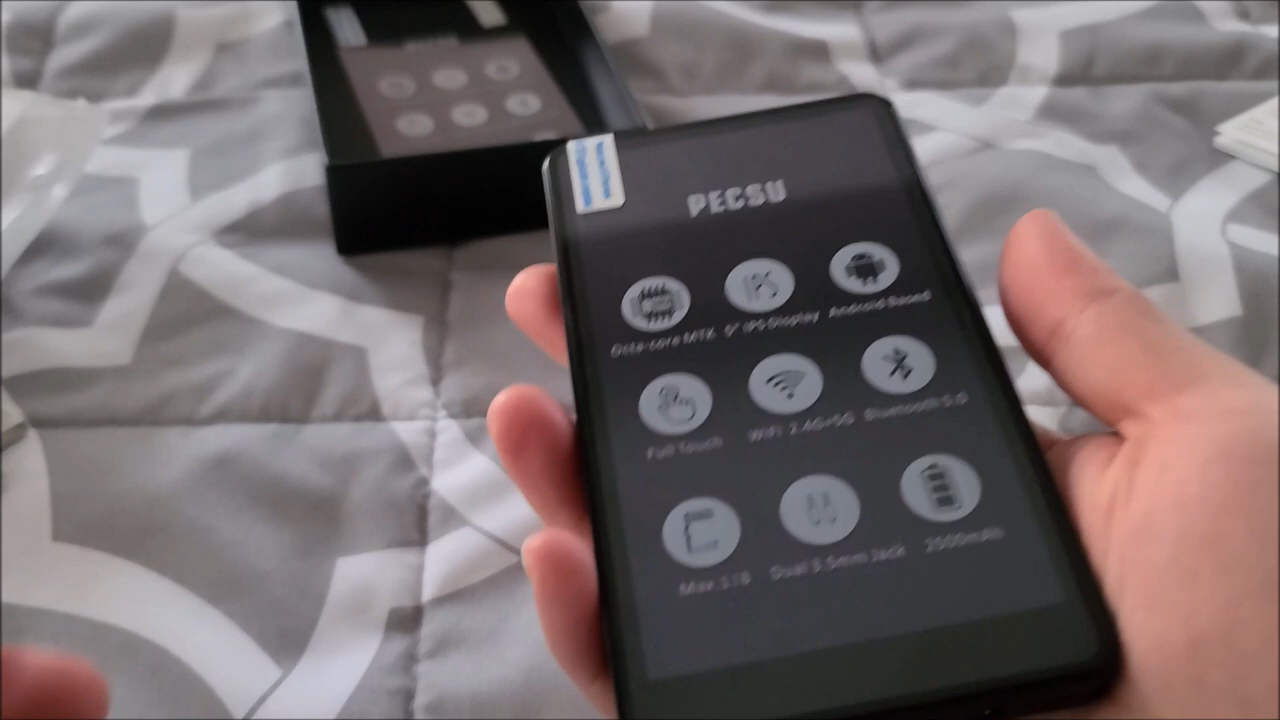 PECSU
IPS
Octa-core MTK 5" IPS Display Android Based
Full Touch WiFi 2.4G+5G Bluetooth 5.0
Max.1TB Dual 3.5mm Jack 2500mAh